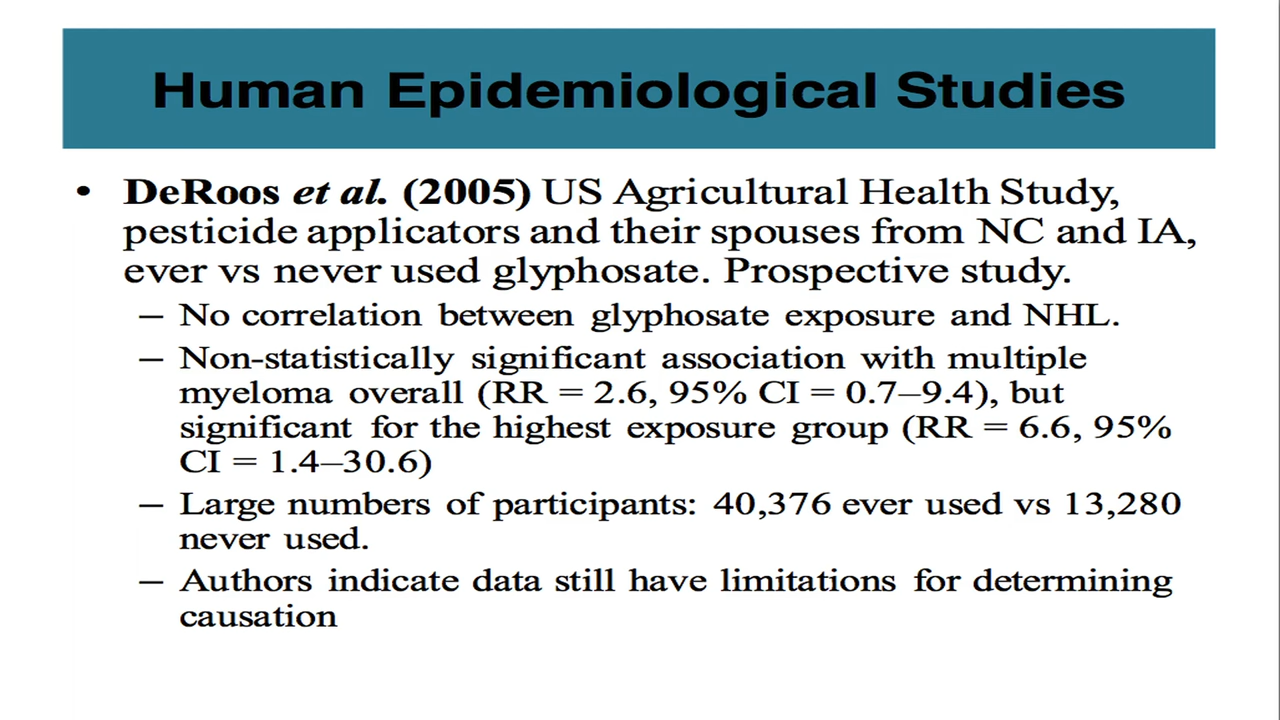 Human Epidemiological Studies
• DeRoos et al. (2005) US Agricultural Health Study,
pesticide applicators and their spouses from NC and IA,
ever vs never used glyphosate. Prospective study.
– No correlation between glyphosate exposure and NHL.
– Non-statistically significant association with multiple
myeloma overall (RR = 2.6, 95% CI = 0.7–9.4), but
significant for the highest exposure group (RR = 6.6, 95%
CI = 1.4–30.6)
– Large numbers of participants: 40,376 ever used vs 13,280
never used.
– Authors indicate data still have limitations for determining
causation